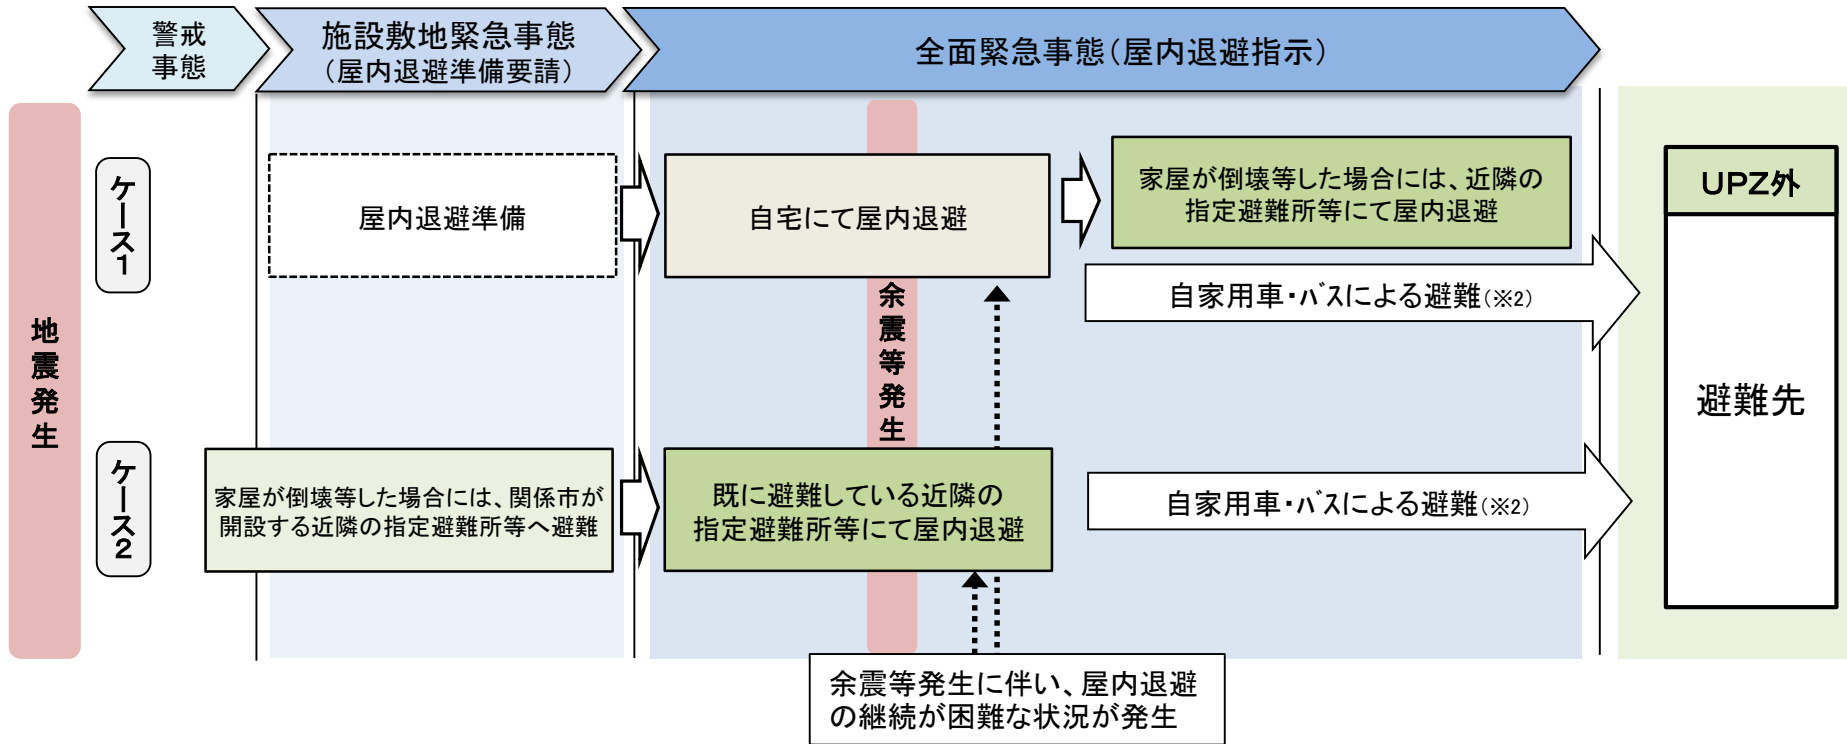 警戒
事態
施設敷地緊急事態
（屋内退避準備要請）
全面緊急事態（屋内退避指示）
地震発生
ケース1
屋内退避準備
自宅にて屋内退避
家屋が倒壊等した場合には、近隣の
指定避難所等にて屋内退避
自家用車・バスによる避難(※2)
余震等発生
UPZ外
避難先
ケース2
家屋が倒壊等した場合には、関係市が
開設する近隣の指定避難所等へ避難
既に避難している近隣の
指定避難所等にて屋内退避
自家用車・バスによる避難(※2)
余震等発生に伴い、屋内退避
の継続が困難な状況が発生